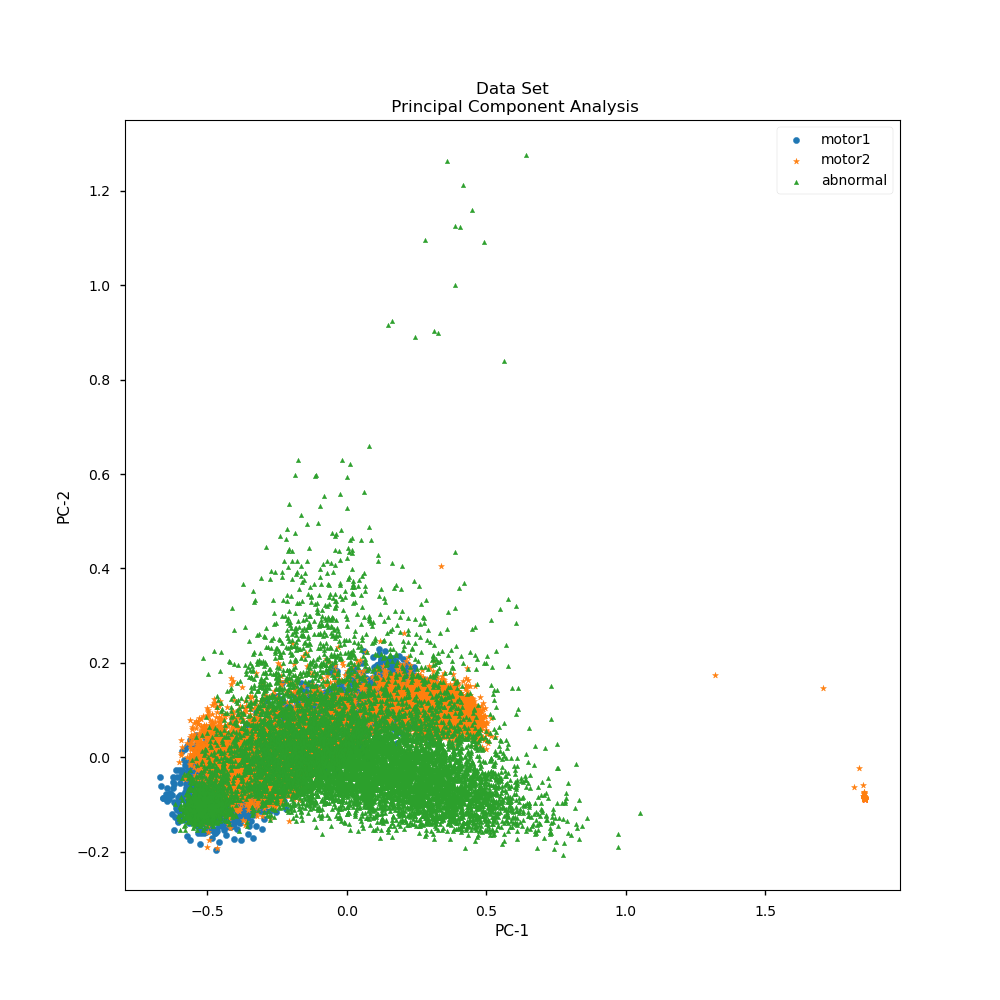 Data Set
Principal Component Analysis
motor1
motor2
abnormal
1.2
1.0
0.8
0.6
0.4
0.2
0.0
−0.2
PC-2
−0.5
0.0
0.5
1.0
1.5
PC-1